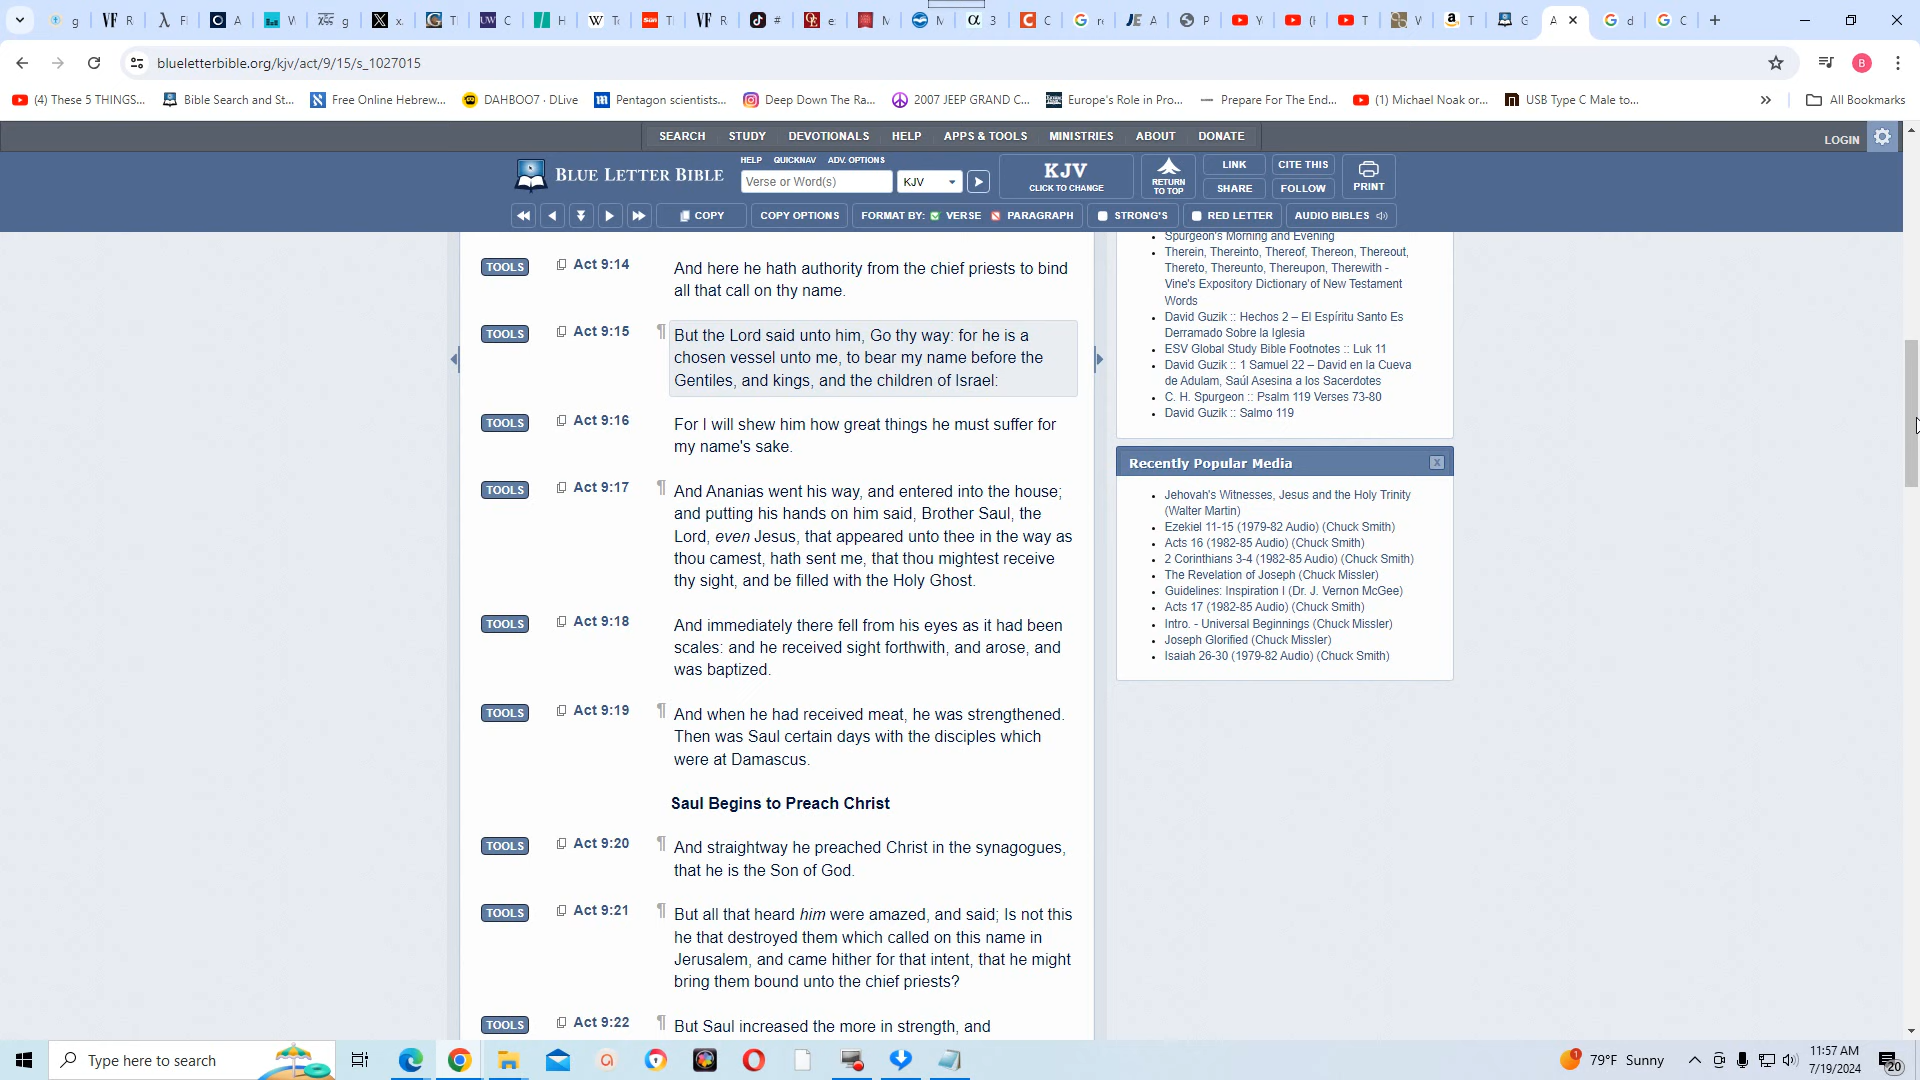 g
VF R
λ F
A
W
g
X x.
T
UW C
H
W To
sun TI
VF R
#
e
M
M
α 3
C C
G re
JE A
P
Y
(
T
W
a T
G
A
G d
G C
blueletterbible.org/kjv/act/9/15/s_1027015
B
(4) These 5 THINGS...
Bible Search and St...
Free Online Hebrew...
DAHBOO7 · DLive
Pentagon scientists...
Deep Down The Ra...
2007 JEEP GRAND C...
Europe's Role in Pro...
Prepare For The End...
(1) Michael Noak or...
USB Type C Male to...
All Bookmarks
SEARCH STUDY DEVOTIONALS HELP APPS & TOOLS MINISTRIES ABOUT DONATE
LOGIN
BLUE LETTER BIBLE
HELP QUICKNAV ADV. OPTIONS
Verse or Word(s)
KJV
KJV
CLICK TO CHANGE
RETURN
TO TOP
LINK
CITE THIS
SHARE
FOLLOW
PRINT
COPY
COPY OPTIONS
FORMAT BY: VERSE PARAGRAPH
STRONG'S
RED LETTER
AUDIO BIBLES
TOOLS Act 9:14 And here he hath authority from the chief priests to bind
all that call on thy name.
TOOLS Act 9:15 ¶ But the Lord said unto him, Go thy way: for he is a
chosen vessel unto me, to bear my name before the
Gentiles, and kings, and the children of Israel:
TOOLS Act 9:16 For I will shew him how great things he must suffer for
my name's sake.
TOOLS Act 9:17 ¶ And Ananias went his way, and entered into the house;
and putting his hands on him said, Brother Saul, the
Lord, even Jesus, that appeared unto thee in the way as
thou camest, hath sent me, that thou mightest receive
thy sight, and be filled with the Holy Ghost.
TOOLS Act 9:18 And immediately there fell from his eyes as it had been
scales: and he received sight forthwith, and arose, and
was baptized.
TOOLS Act 9:19 ¶ And when he had received meat, he was strengthened.
Then was Saul certain days with the disciples which
were at Damascus.
Saul Begins to Preach Christ
TOOLS Act 9:20 ¶ And straightway he preached Christ in the synagogues,
that he is the Son of God.
TOOLS Act 9:21 ¶ But all that heard him were amazed, and said; Is not this
he that destroyed them which called on this name in
Jerusalem, and came hither for that intent, that he might
bring them bound unto the chief priests?
TOOLS Act 9:22 ¶ But Saul increased the more in strength, and
Spurgeon's Morning and Evening
Therein, Thereinto, Thereof, Thereon, Thereout,
Thereto, Thereunto, Thereupon, Therewith -
Vine's Expository Dictionary of New Testament
Words
David Guzik :: Hechos 2 – El Espíritu Santo Es
Derramado Sobre la Iglesia
ESV Global Study Bible Footnotes :: Luk 11
David Guzik :: 1 Samuel 22 – David en la Cueva
de Adulam, Saúl Asesina a los Sacerdotes
C. H. Spurgeon :: Psalm 119 Verses 73-80
David Guzik :: Salmo 119
Recently Popular Media
x
Jehovah's Witnesses, Jesus and the Holy Trinity
(Walter Martin)
Ezekiel 11-15 (1979-82 Audio) (Chuck Smith)
Acts 16 (1982-85 Audio) (Chuck Smith)
2 Corinthians 3-4 (1982-85 Audio) (Chuck Smith)
The Revelation of Joseph (Chuck Missler)
Guidelines: Inspiration I (Dr. J. Vernon McGee)
Acts 17 (1982-85 Audio) (Chuck Smith)
Intro. - Universal Beginnings (Chuck Missler)
Joseph Glorified (Chuck Missler)
Isaiah 26-30 (1979-82 Audio) (Chuck Smith)
Type here to search
1
79°F Sunny
11:57 AM
7/19/2024
20